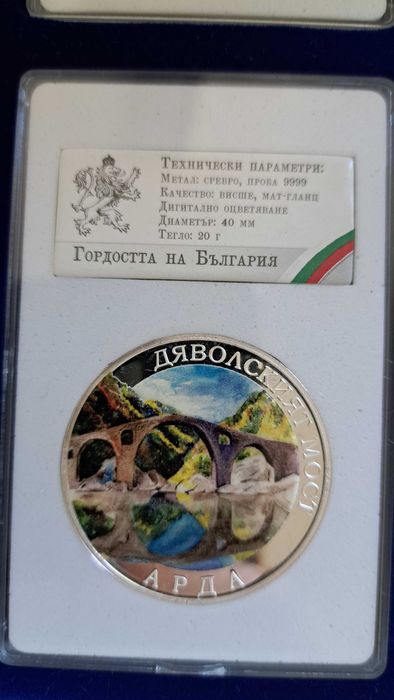 Технически параметри:
Метал: сребро, проба 9999
Качество: висше, мат-гланц
Дигитално оцветяване
Диаметър: 40 мм
Тегло: 20 г
Гордостта на България
ДЯВОЛСКИЯТ МОСТ
АРДА